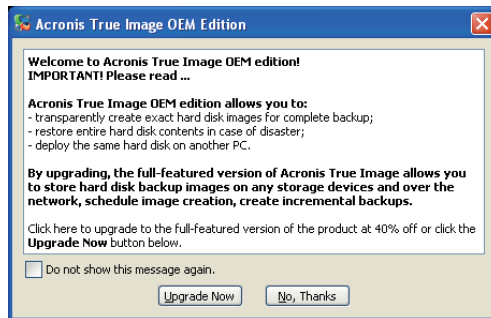 Acronis True Image OEM Edition
Welcome to Acronis True Image OEM edition!
IMPORTANT! Please read ...
Acronis True Image OEM edition allows you to:
- transparently create exact hard disk images for complete backup;
- restore entire hard disk contents in case of disaster;
- deploy the same hard disk on another PC.
By upgrading, the full-featured version of Acronis True Image allows you
to store hard disk backup images on any storage devices and over the
network, schedule image creation, create incremental backups.
Click here to upgrade to the full-featured version of the product at 40% off or click the
Upgrade Now button below.
Do not show this message again.
Upgrade Now
No, Thanks